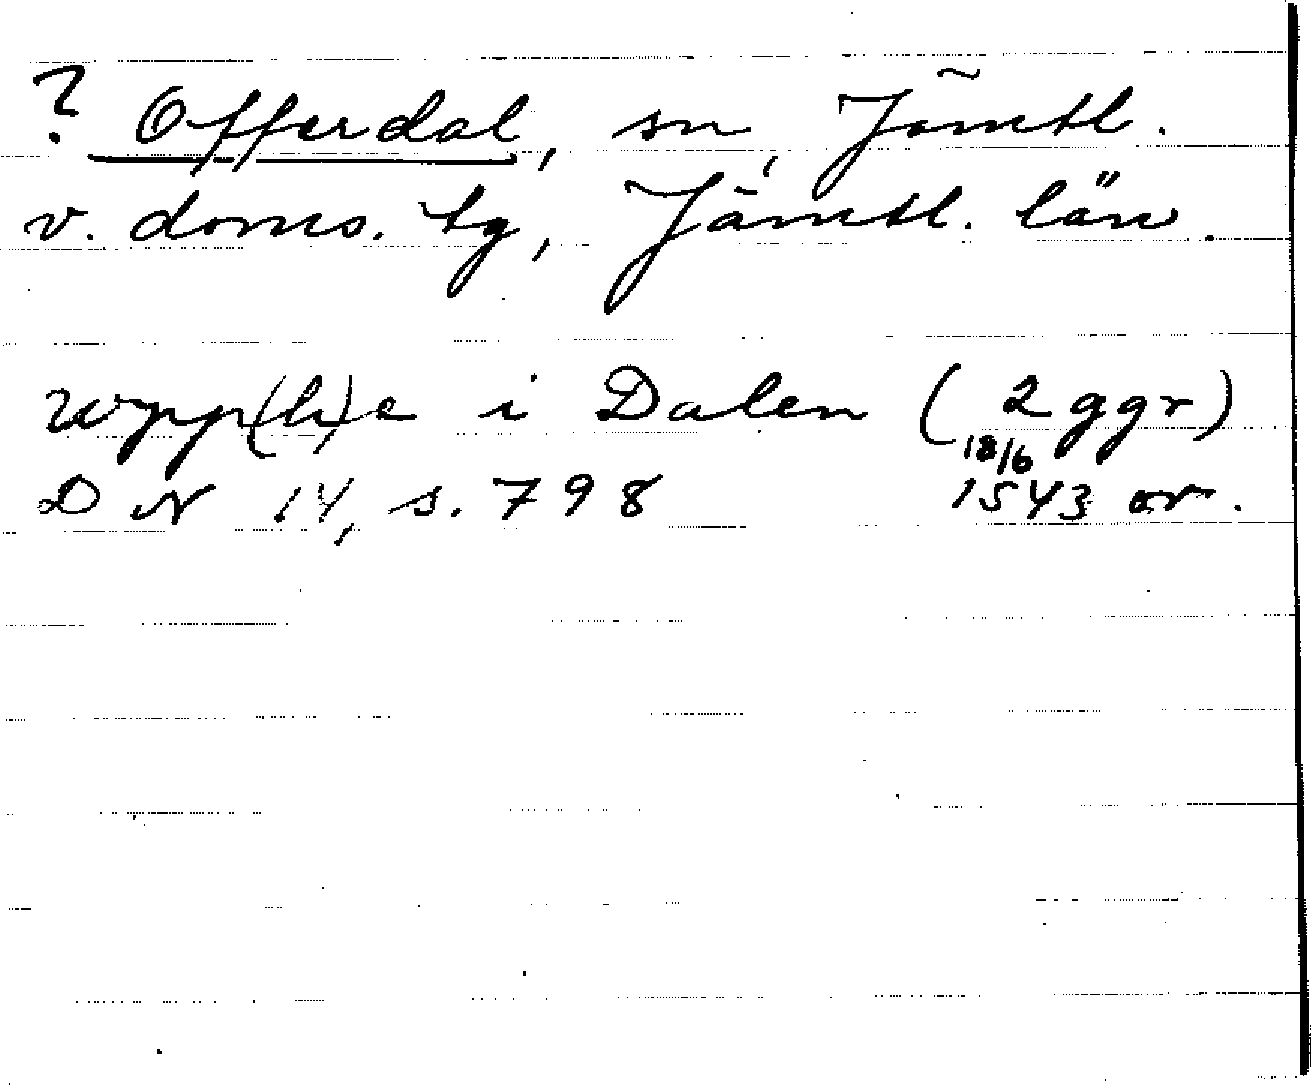 ? Offerdal, sn, Jämtl.
v. doms. tg, Jämtl. län.
wpp(h)e i Dalen (2 ggr)
18/6
DN 14, s. 798 1543 or.